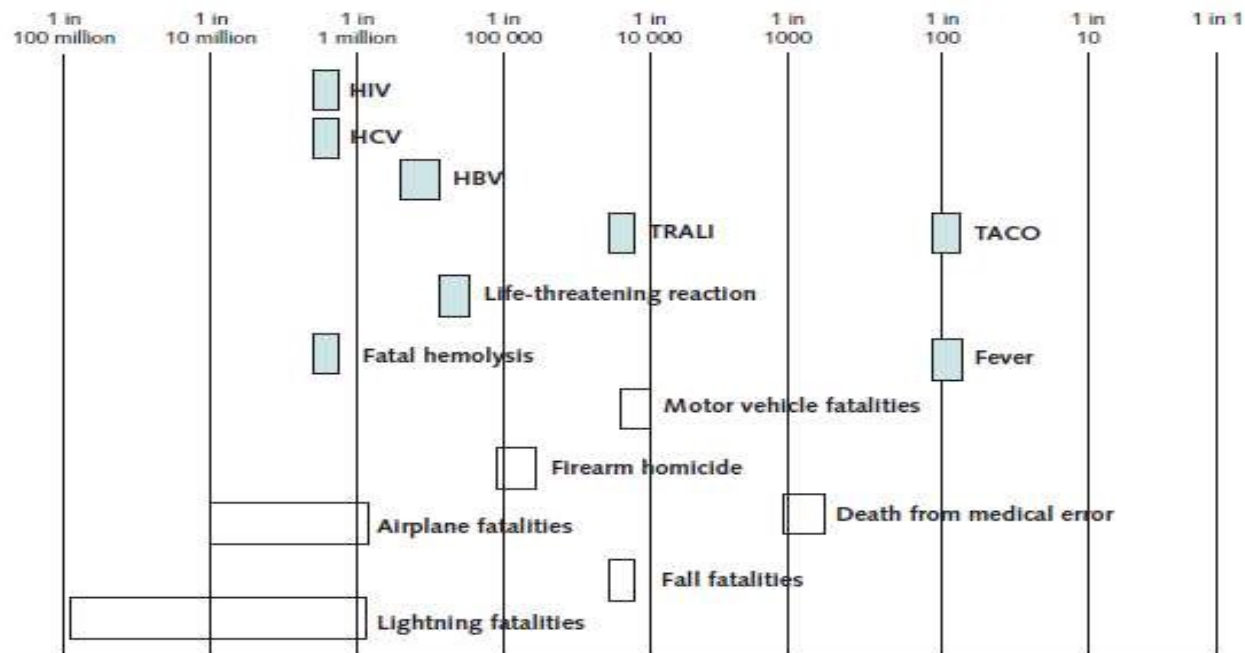 1 in 100 million
1 in 10 million
1 in 1 million
1 in 100 000
1 in 10 000
1 in 1000
1 in 100
1 in 10
1 in 1
HIV
HCV
HBV
TRALI
TACO
Life-threatening reaction
Fatal hemolysis
Fever
Motor vehicle fatalities
Firearm homicide
Death from medical error
Airplane fatalities
Fall fatalities
Lightning fatalities